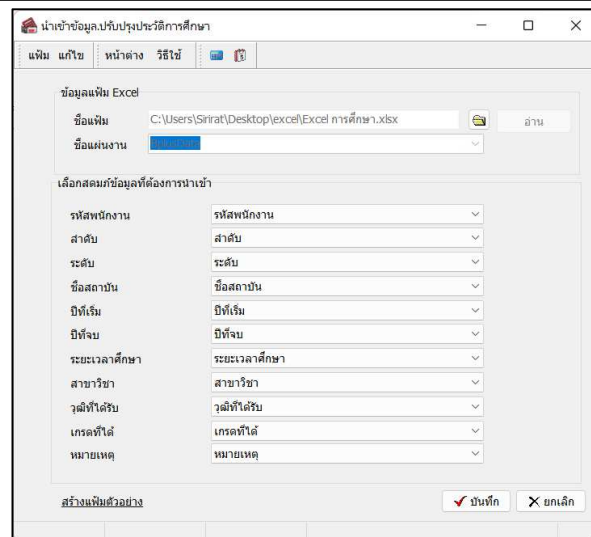 นำเข้าข้อมูล.ปรับปรุงประวัติการศึกษา
แฟ้ม แก้ไข หน้าต่าง วิธีใช้
ข้อมูลแฟ้ม Excel
ชื่อแฟ้ม C:\Users\Sirirat\Desktop\excel\Excel การศึกษา.xlsx อ่าน
ชื่อแผ่นงาน
เลือกสดมภ์ข้อมูลที่ต้องการนำเข้า
รหัสพนักงาน รหัสพนักงาน
ลำดับ ลำดับ
ระดับ ระดับ
ชื่อสถาบัน ชื่อสถาบัน
ปีที่เริ่ม ปีที่เริ่ม
ปีที่จบ ปีที่จบ
ระยะเวลาศึกษา ระยะเวลาศึกษา
สาขาวิชา สาขาวิชา
วุฒิที่ได้รับ วุฒิที่ได้รับ
เกรดที่ได้ เกรดที่ได้
หมายเหตุ หมายเหตุ
สร้างแฟ้มตัวอย่าง บันทึก ยกเลิก